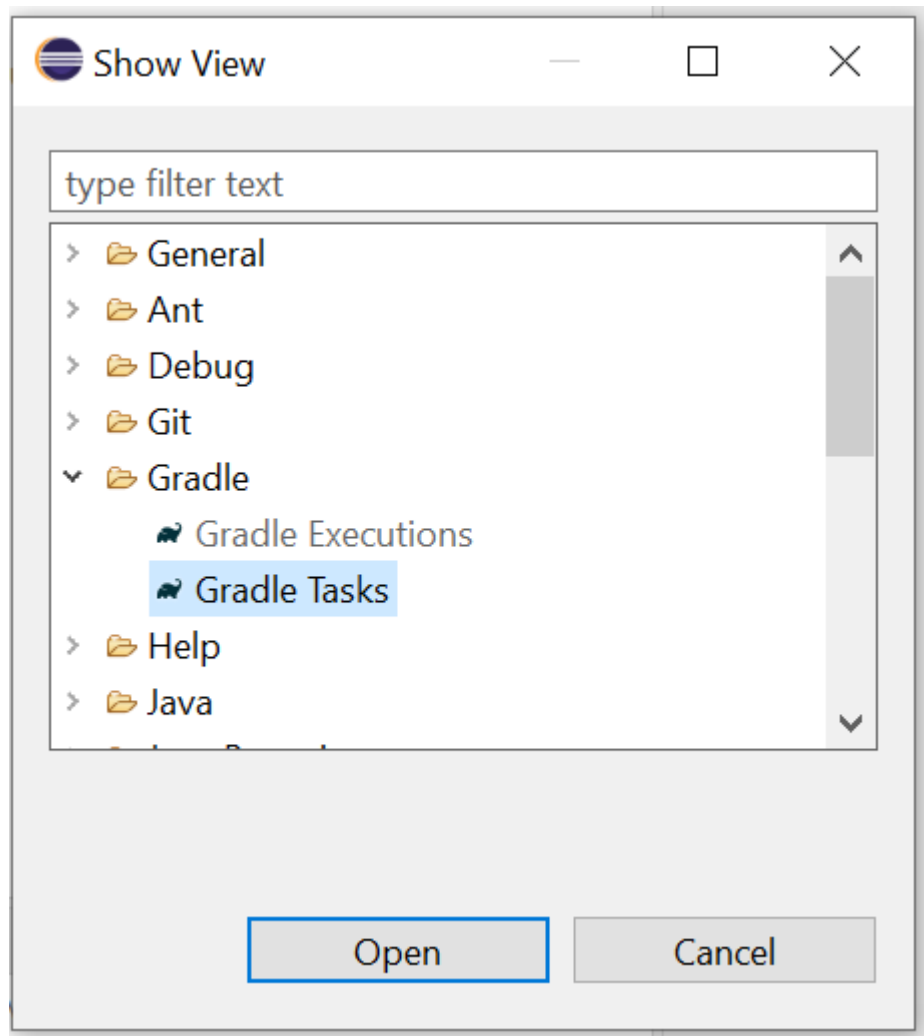 Show View
type filter text
General
Ant
Debug
Git
Gradle
Gradle Executions
Gradle Tasks
Help
Java
Open
Cancel